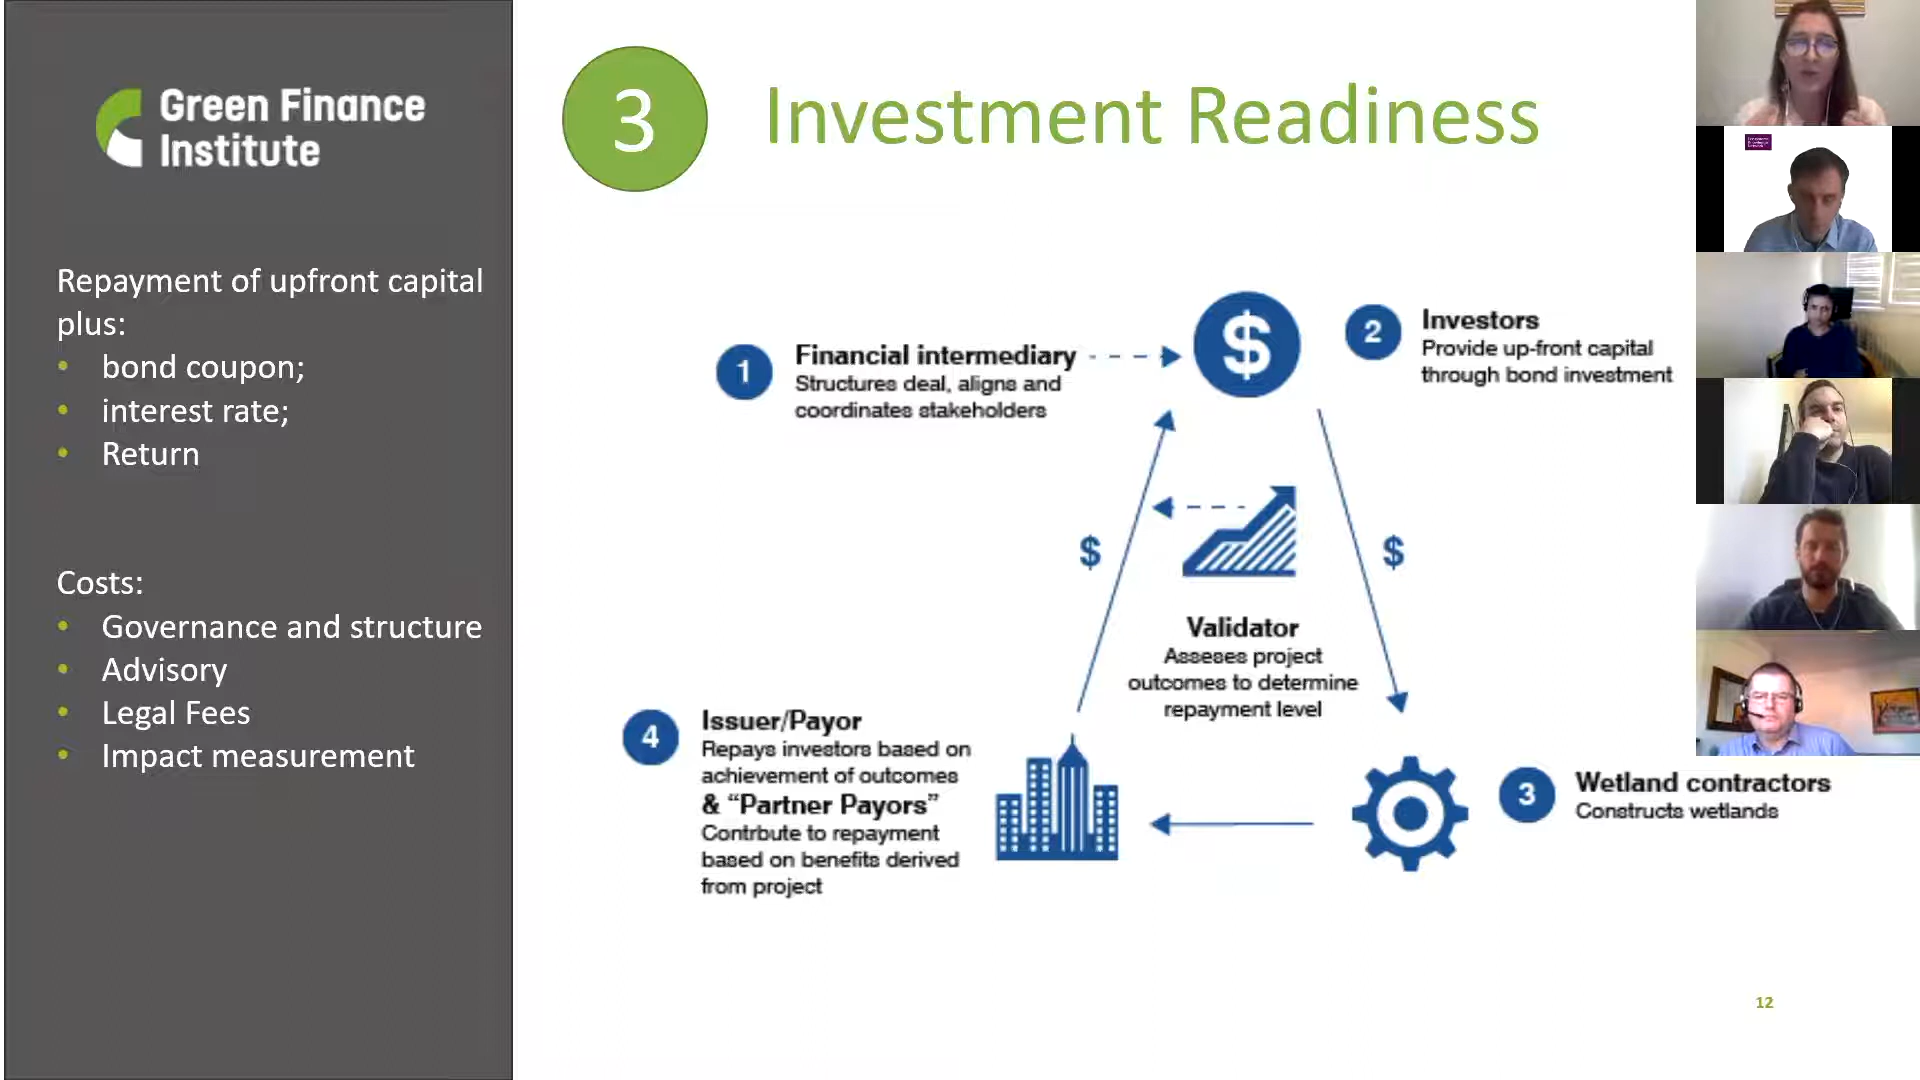 Green Finance
Institute
3
Investment Readiness
Repayment of upfront capital
plus:
• bond coupon;
• interest rate;
• Return
Costs:
• Governance and structure
• Advisory
• Legal Fees
• Impact measurement
1
Financial intermediary
Structures deal, aligns and
coordinates stakeholders
$
2
Investors
Provide up-front capital
through bond investment
$
$
Validator
Asseses project
outcomes to determine
repayment level
4
Issuer/Payor
Repays investors based on
achievement of outcomes
& “Partner Payors”
Contrbute to repayment
based on benefits derived
from project
3
Wetland contractors
Constructs wetlands
12